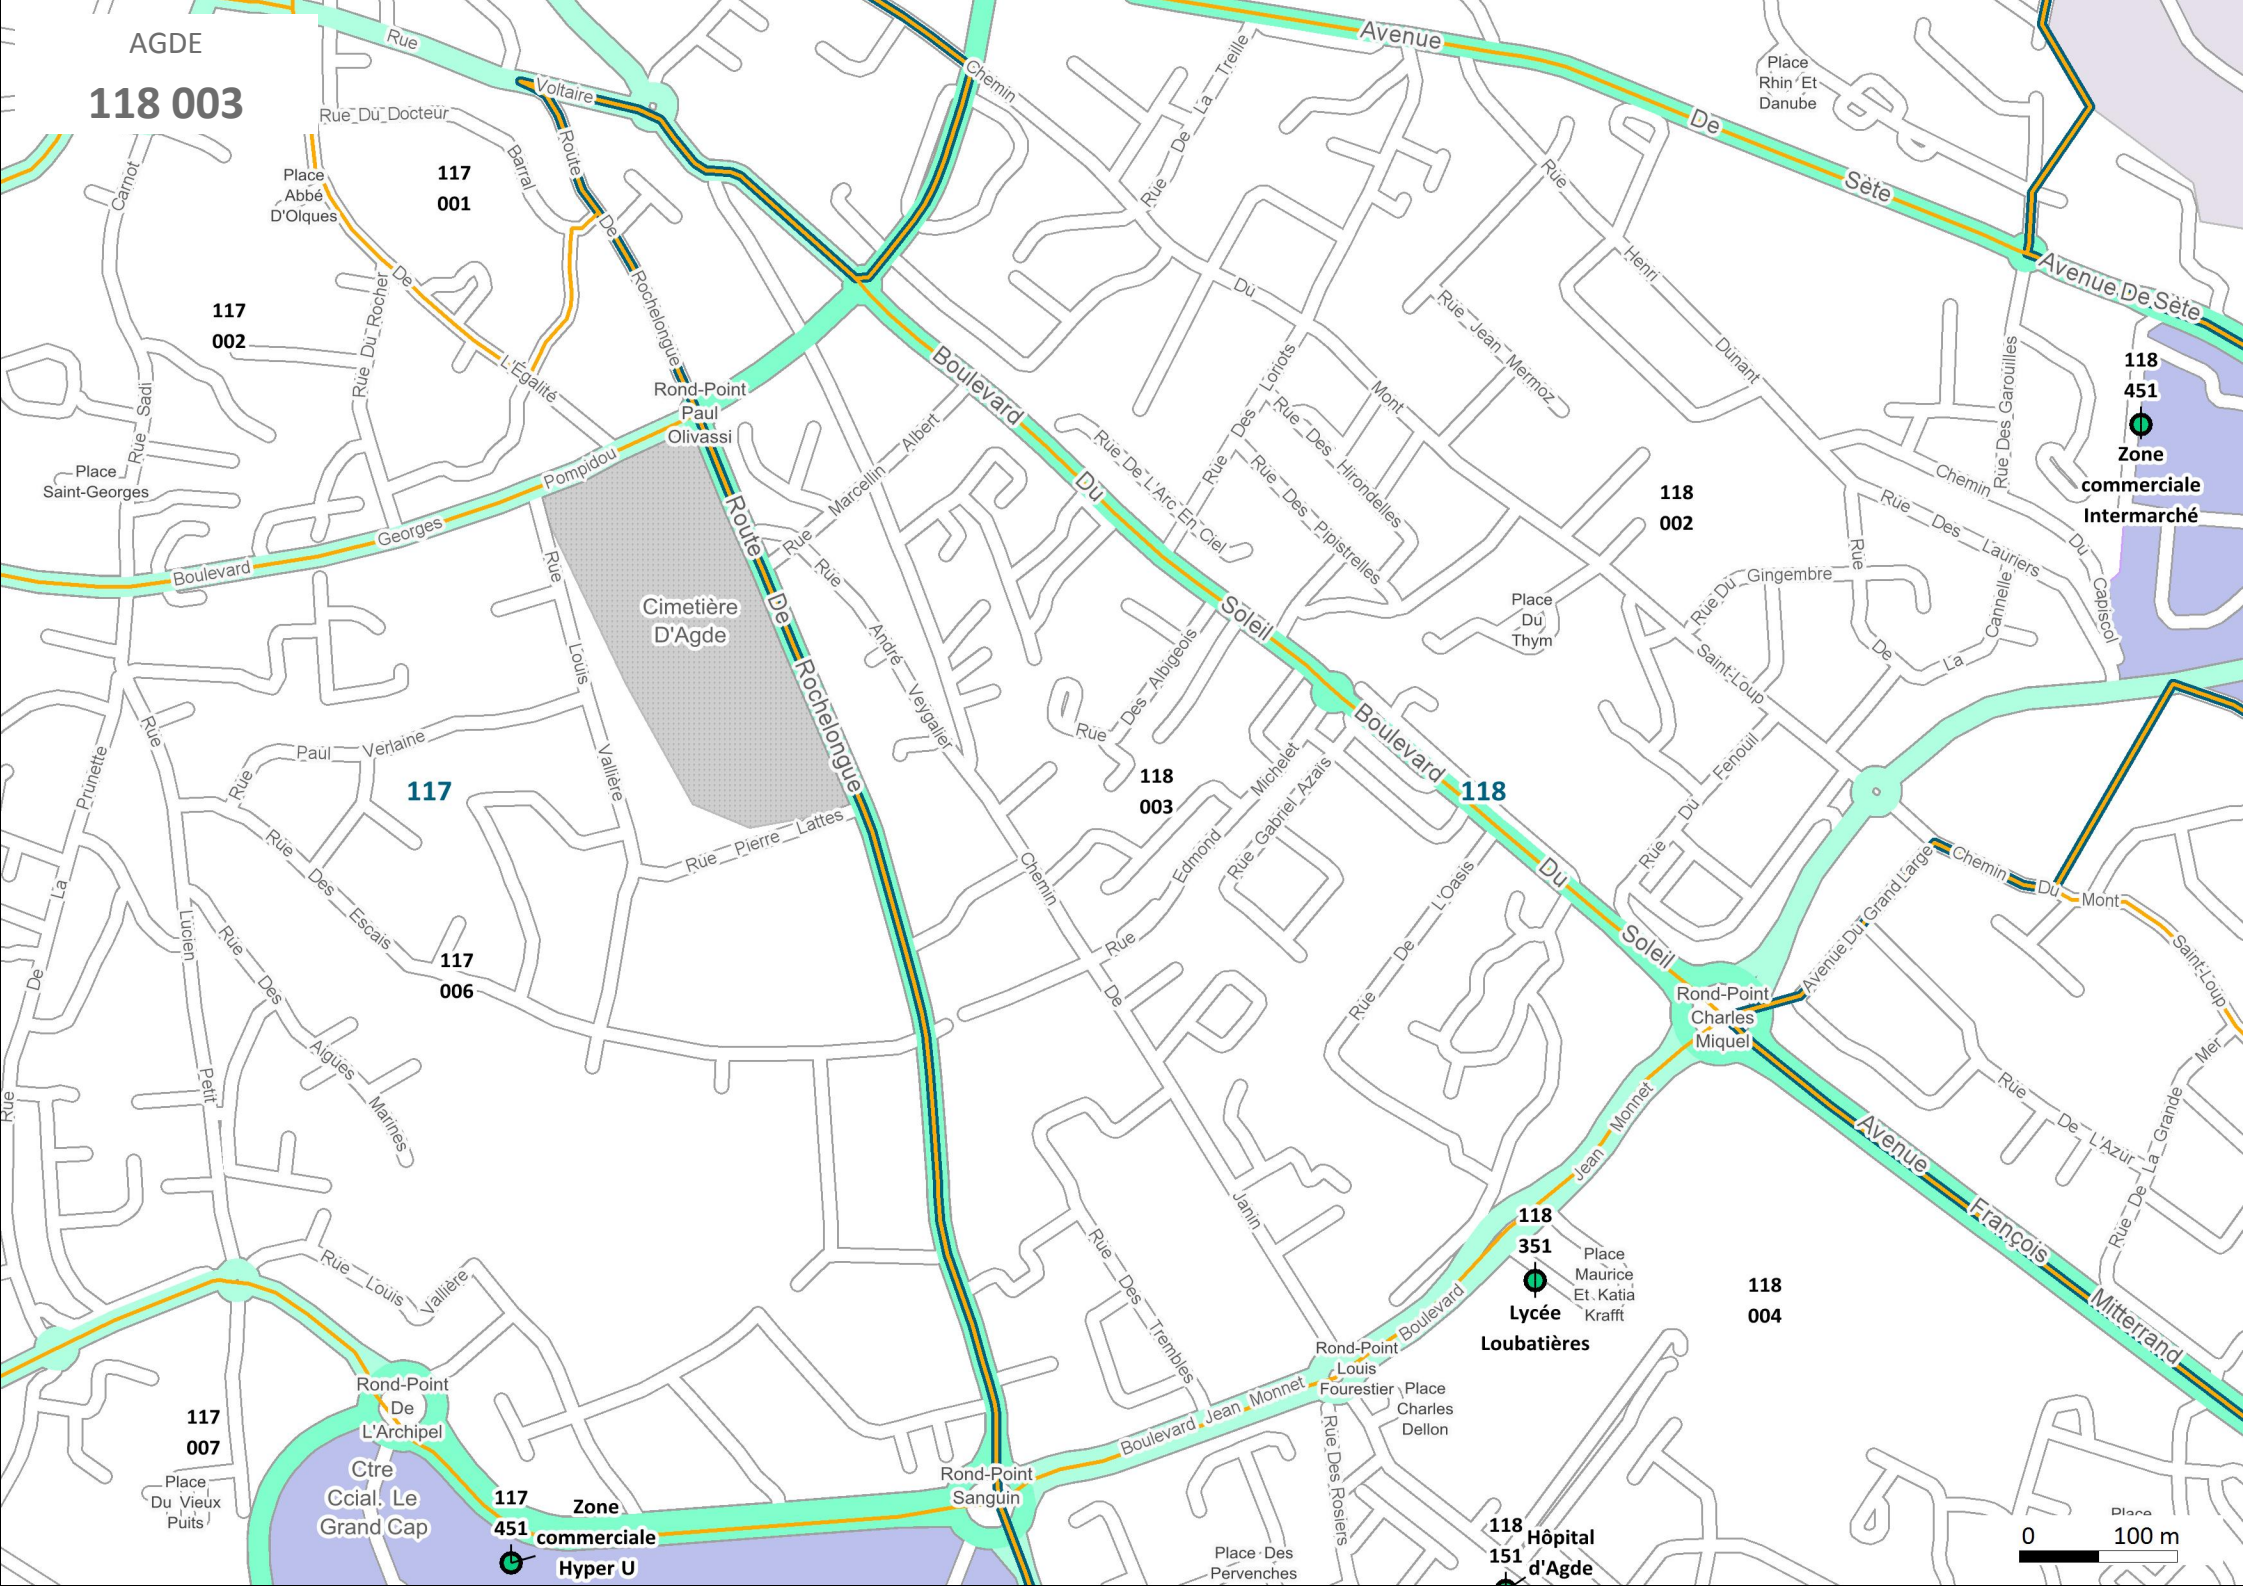 AGDE
118 003
Rue
Voltaire
Chemin
Avenue
De
Sète
Avenue De Sète
Place
Rhin Et
Danube
Rue Du Docteur
Barral
Route
De
Rochelongue
Carnot
Place
Abbé
D'Olques
117
001
117
002
De
L'Égalité
Rue Du Rocher
Rue De La Treille
Du
Mont
Saint-Loup
Rue
Henri
Dunant
Rue Jean Mermoz
Rue Des Garouilles
118
451
Zone
commerciale
Intermarché
Rond-Point
Paul
Olivassi
Boulevard
Du
Soleil
Rue Des Loriots
Rue Des Hirondelles
Rue Des Pipistrelles
Rue De L'Arc En Ciel
Rue Sadi
Place
Saint-Georges
Boulevard
Georges
Pompidou
Rue Marcellin Albert
Route
De
Rochelongue
118
002
Chemin
Du
Capiscol
Rue Des Lauriers
Rue
De
La
Cannelle
Rue Du
Gingembre
Place
Du
Thym
Cimetière
D'Agde
Rue
Louis
Vallière
Rue
André
Veygalier
Rue Des Albigeois
Rue Paul Verlaine
117
Rue
Prunette
La
De
Rue
Lucien
Petit
118
003
Michelet
Edmond
Rue
Rue Gabriel Azaïs
Boulevard
118
Du
Soleil
Rue Du Fenouil
Rue Pierre Lattes
Rue Des Escais
117
006
Rue Des Aigues Marines
Chemin
De
Janin
Rue De L'Oasis
Avenue Du Grand Large
Chemin Du Mont
Saint-Loup
Rond-Point
Charles
Miquel
Rue De L'Azur
Rue De La Grande Mer
Avenue
François
Mitterrand
Boulevard Jean Monnet
118
351
Lycée
Loubatières
Place
Maurice
Et Katia
Krafft
118
004
Rue Louis Vallière
Rue Des Trembles
Rond-Point
Louis
Fourestier
Place
Charles
Dellon
Boulevard Jean Monnet
Rond-Point
De
L'Archipel
117
007
Place
Du Vieux
Puits
Ctre
Ccial. Le
Grand Cap
117
451
Zone
commerciale
Hyper U
Rond-Point
Sanguin
Rue Des Rosiers
Place Des
Pervenches
118
151
Hôpital
d'Agde
Place
0 100 m